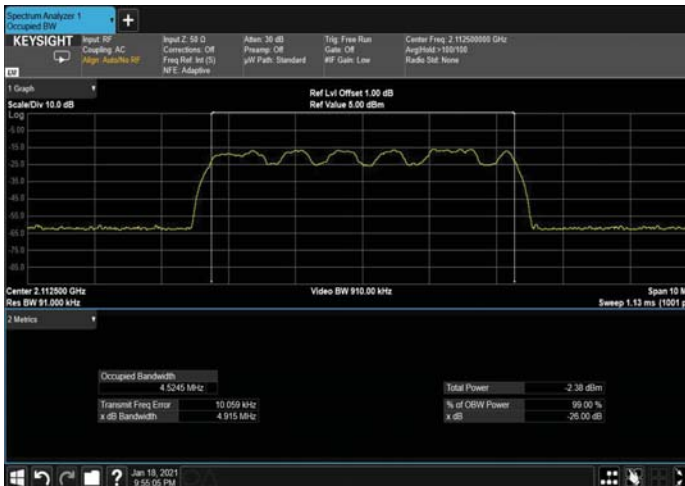 Spectrum Analyzer 1
Occupied BW
KEYSIGHT
Input: RF
Coupling: AC
Align: Auto/No RF
Input Z: 50 Ω
Corrections: Off
Freq Ref: Int (S)
NFE: Adaptive
Atten: 30 dB
Preamp: Off
µW Path: Standard
Trig: Free Run
Gate: Off
#IF Gain: Low
Center Freq: 2.112500000 GHz
Avg|Hold:>100/100
Radio Std: None
1 Graph
Scale/Div 10.0 dB
Ref Lvl Offset 1.00 dB
Ref Value 5.00 dBm
Log
-5.00
-15.0
-25.0
-35.0
-45.0
-55.0
-65.0
-75.0
-85.0
Center 2.112500 GHz
Res BW 91.000 kHz
Video BW 910.00 kHz
Span 10 M
Sweep 1.13 ms (1001 p
2 Metrics
Occupied Bandwidth
4.5245 MHz
Transmit Freq Error 10.059 kHz
x dB Bandwidth 4.915 MHz
Total Power -2.38 dBm
% of OBW Power 99.00 %
x dB -26.00 dB
Jan 18, 2021
9:55:05 PM